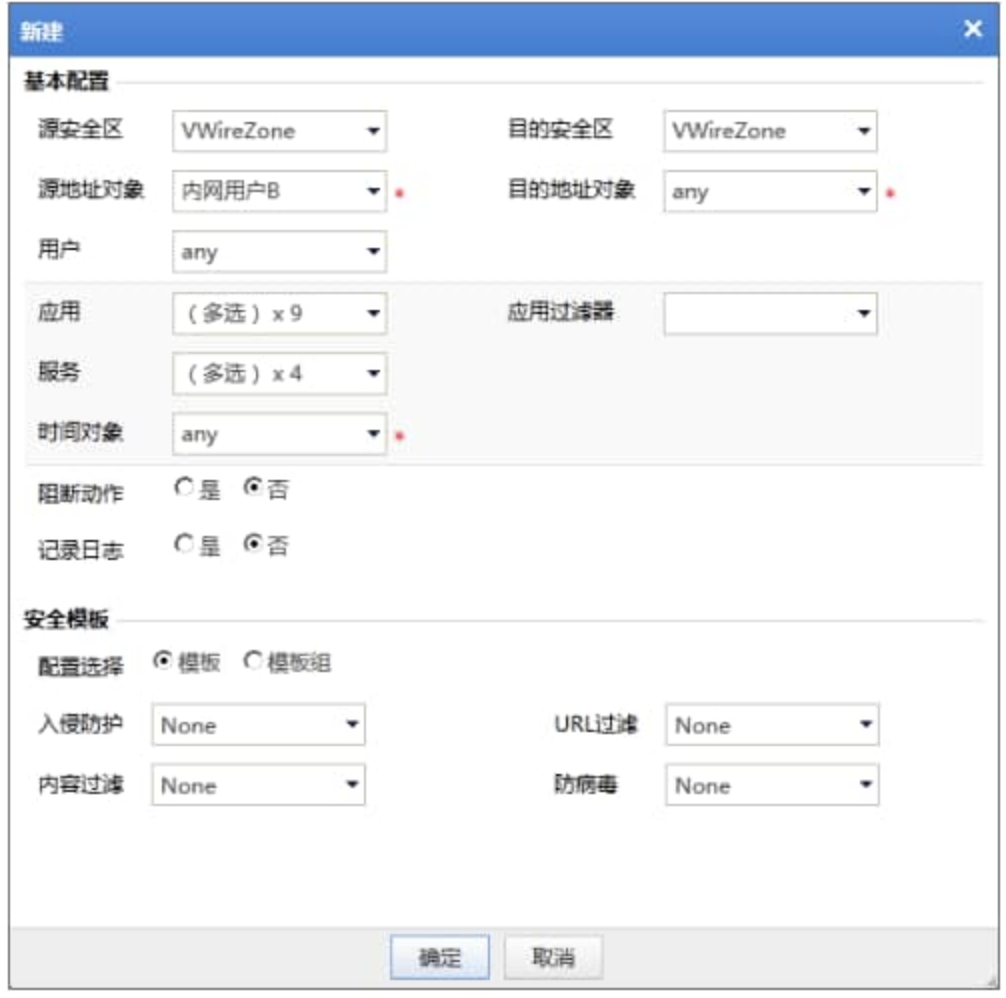 新建
基本配置
源安全区 VWireZone 目的安全区 VWireZone
源地址对象 内网用户B * 目的地址对象 any *
用户 any
应用 （多选）x 9 应用过滤器
服务 （多选）x 4
时间对象 any *
阻断动作 是 否
记录日志 是 否
安全模板
配置选择 模板 模板组
入侵防护 None URL过滤 None
内容过滤 None 防病毒 None
确定 取消